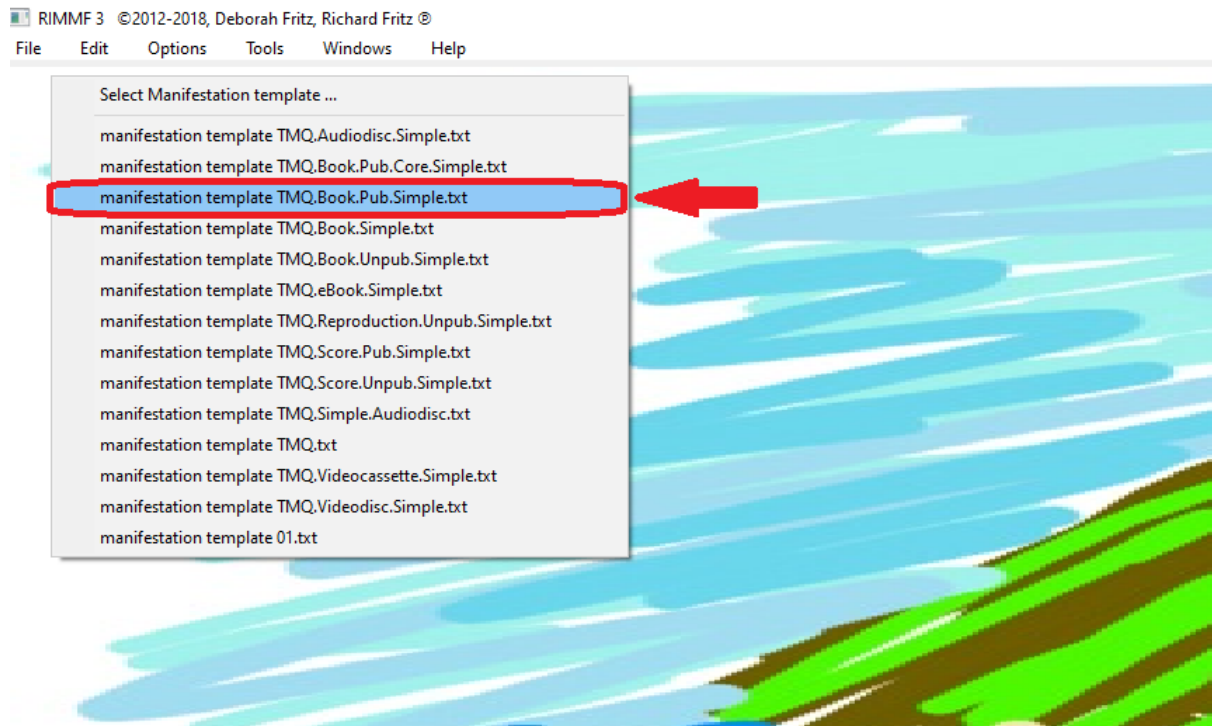 RIMMF 3 ©2012-2018, Deborah Fritz, Richard Fritz ®
File Edit Options Tools Windows Help
Select Manifestation template ...
manifestation template TMQ.Audiodisc.Simple.txt
manifestation template TMQ.Book.Pub.Core.Simple.txt
manifestation template TMQ.Book.Pub.Simple.txt
manifestation template TMQ.Book.Simple.txt
manifestation template TMQ.Book.Unpub.Simple.txt
manifestation template TMQ.eBook.Simple.txt
manifestation template TMQ.Reproduction.Unpub.Simple.txt
manifestation template TMQ.Score.Pub.Simple.txt
manifestation template TMQ.Score.Unpub.Simple.txt
manifestation template TMQ.Simple.Audiodisc.txt
manifestation template TMQ.txt
manifestation template TMQ.Videocassette.Simple.txt
manifestation template TMQ.Videodisc.Simple.txt
manifestation template 01.txt